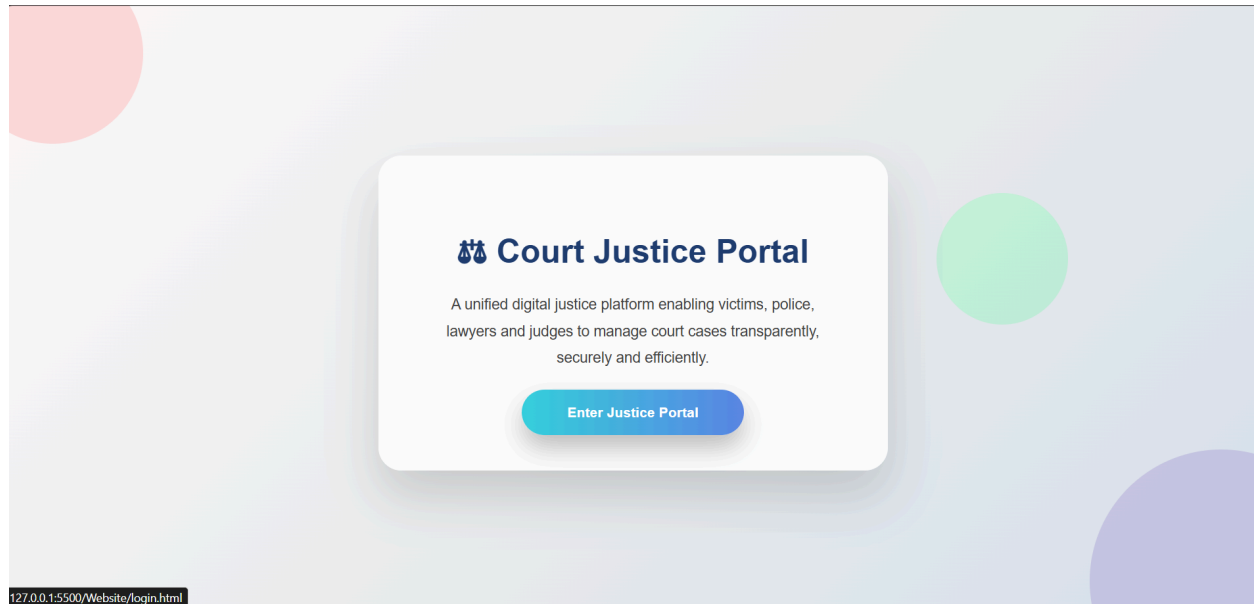 Court Justice Portal
A unified digital justice platform enabling victims, police,
lawyers and judges to manage court cases transparently,
securely and efficiently.
Enter Justice Portal
127.0.0.1:5500/Website/login.html